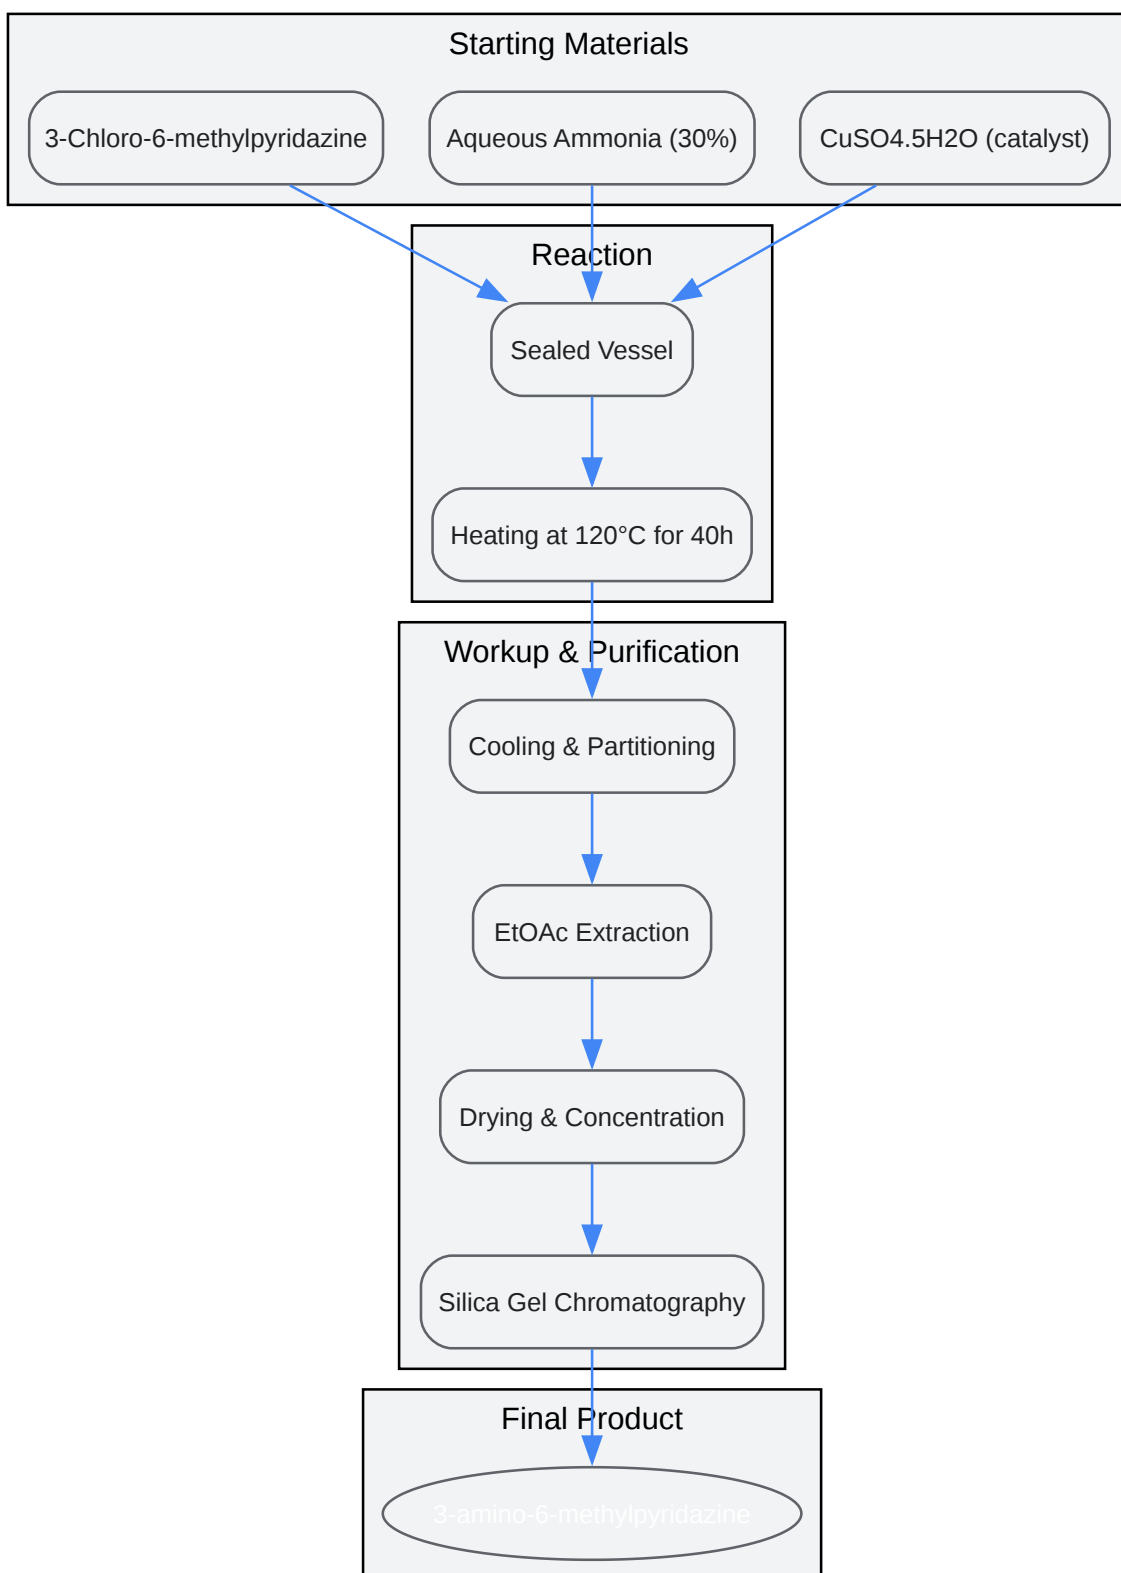 Starting Materials
3-Chloro-6-methylpyridazine
Aqueous Ammonia (30%)
CuSO4.5H2O (catalyst)
Reaction
Sealed Vessel
Heating at 120°C for 40h
Workup & Purification
Cooling & Partitioning
EtOAc Extraction
Drying & Concentration
Silica Gel Chromatography
Final Product
3-amino-6-methylpyridazine